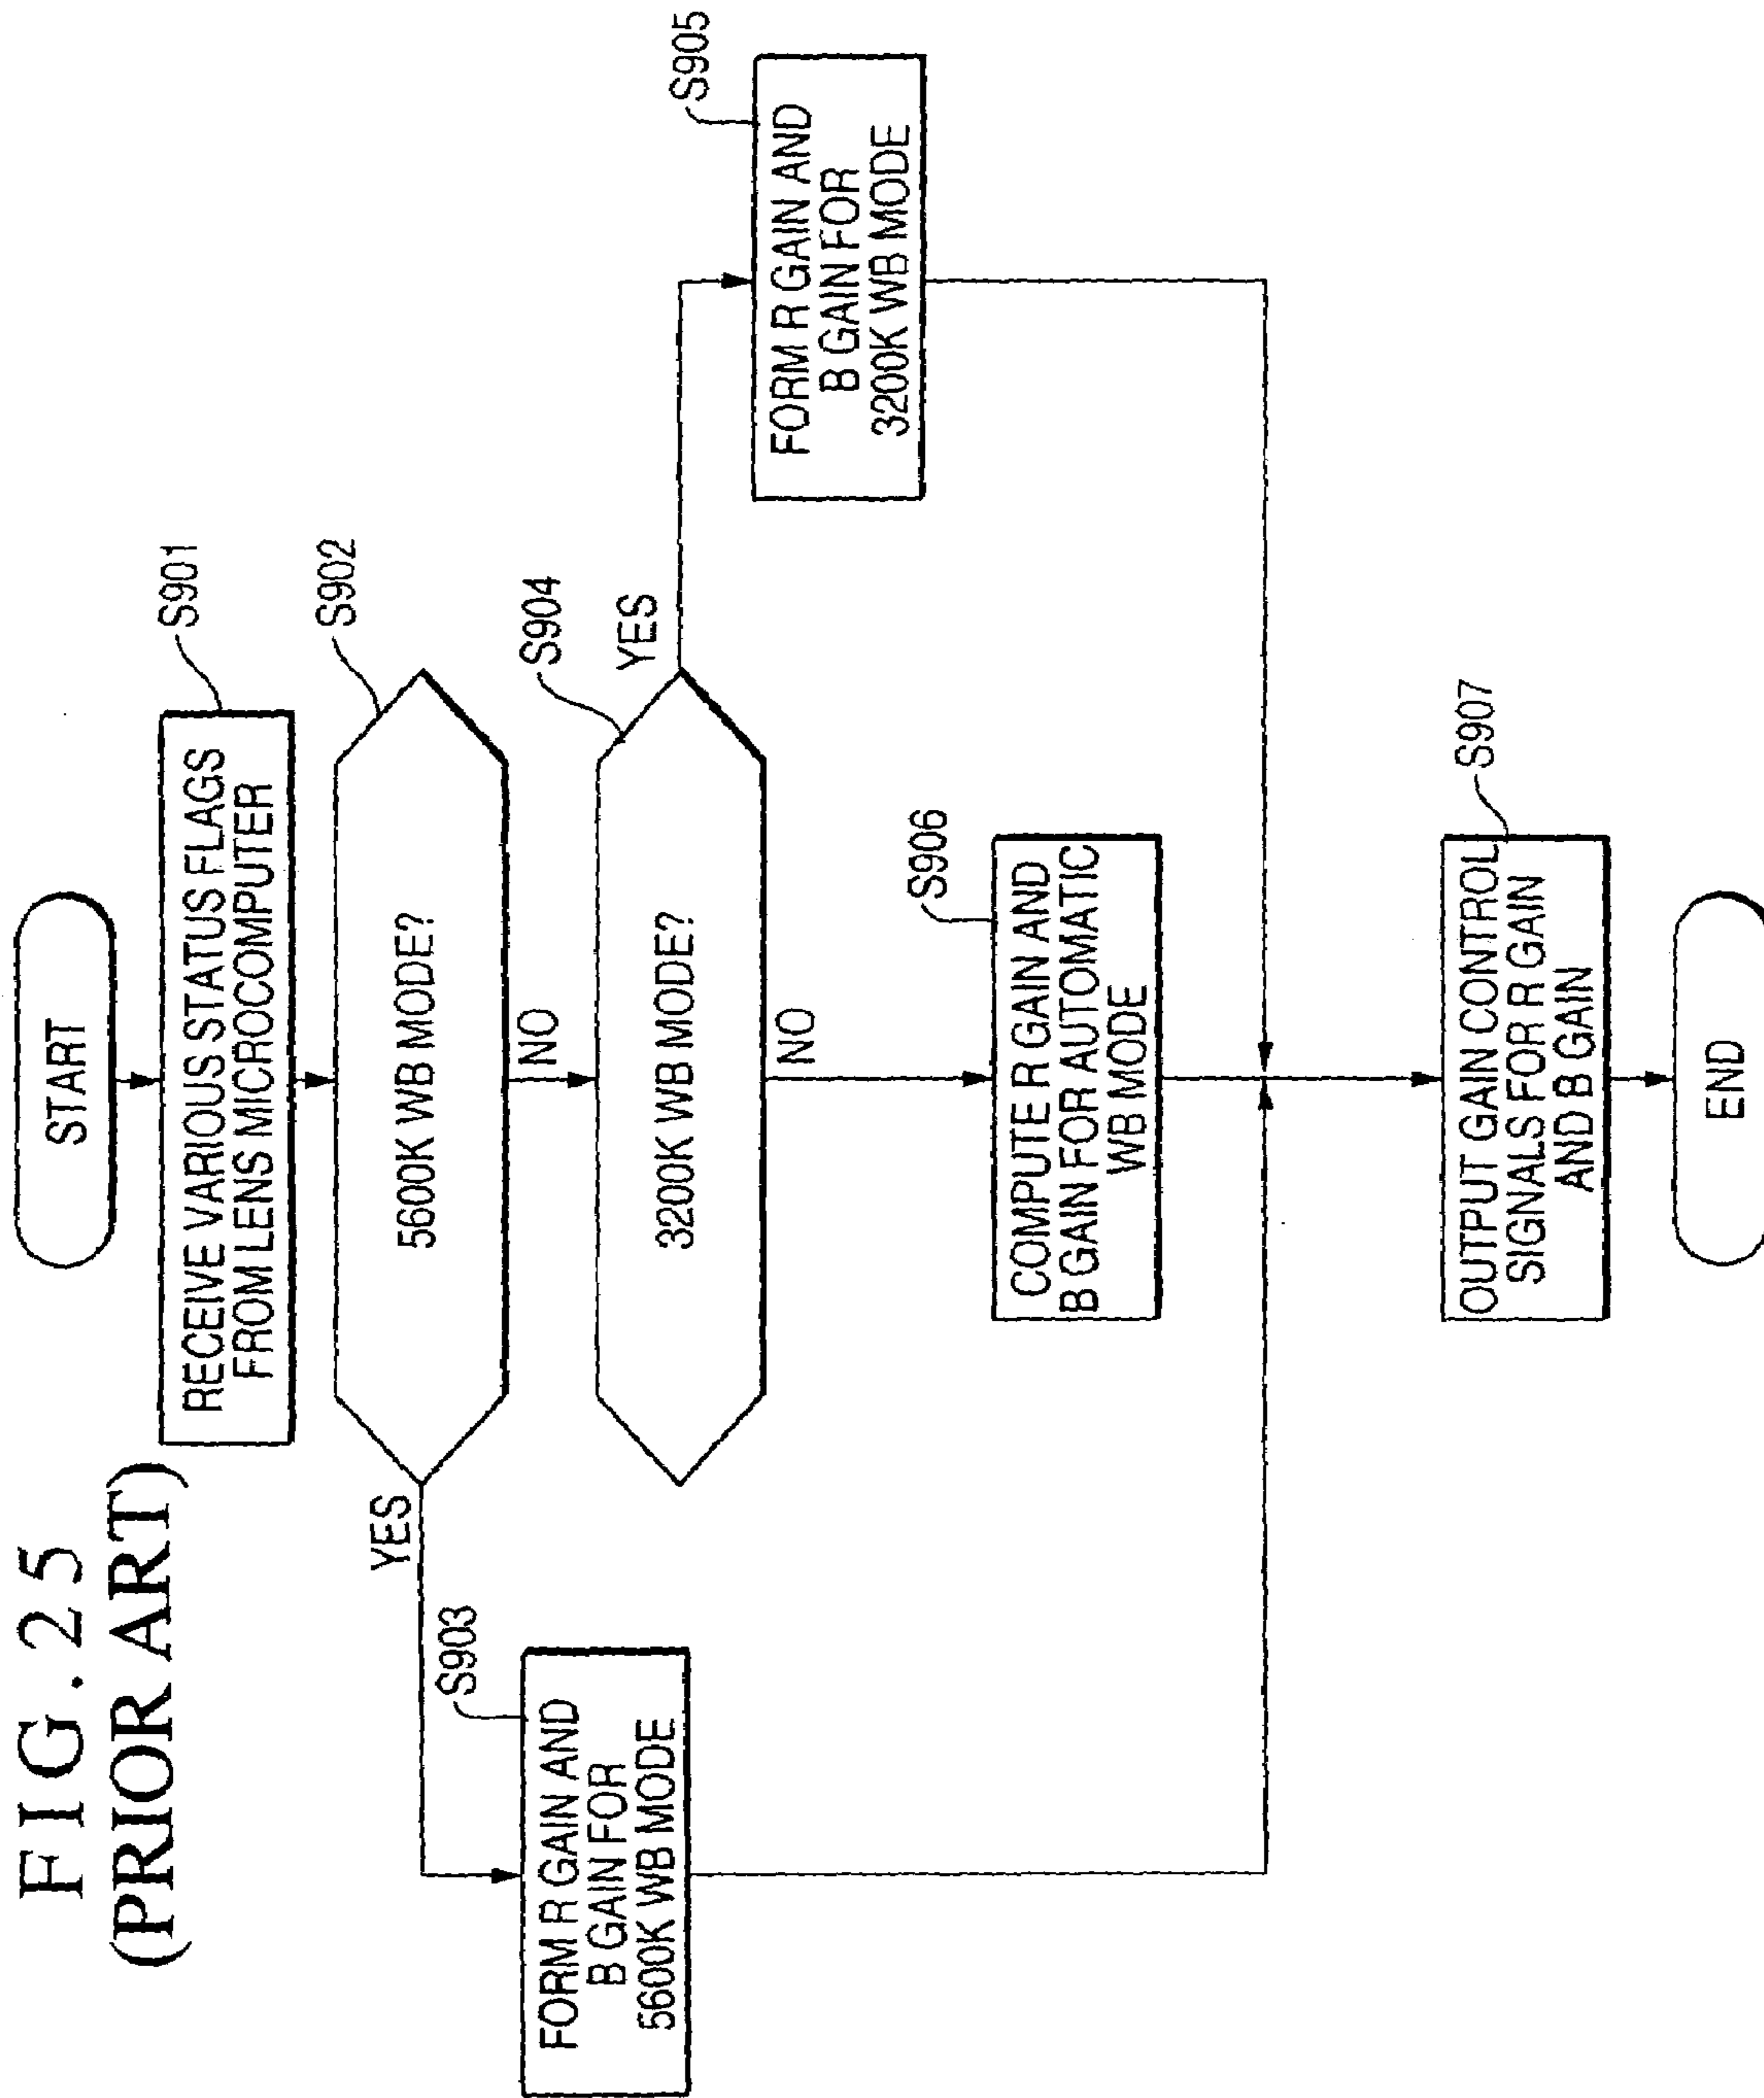 FIG.25
(PRIOR ART)
START
RECEIVE VARIOUS STATUS FLAGS
FROM LENS MICROCOMPUTER
S901
5600K WB MODE?
S902
YES
NO
FORM R GAIN AND
B GAIN FOR
5600K WB MODE
S903
3200K WB MODE?
S904
YES
NO
FORM R GAIN AND
B GAIN FOR
3200K WB MODE
S905
COMPUTE R GAIN AND
B GAIN FOR AUTOMATIC
WB MODE
S906
OUTPUT GAIN CONTROL
SIGNALS FOR R GAIN
AND B GAIN
S907
END